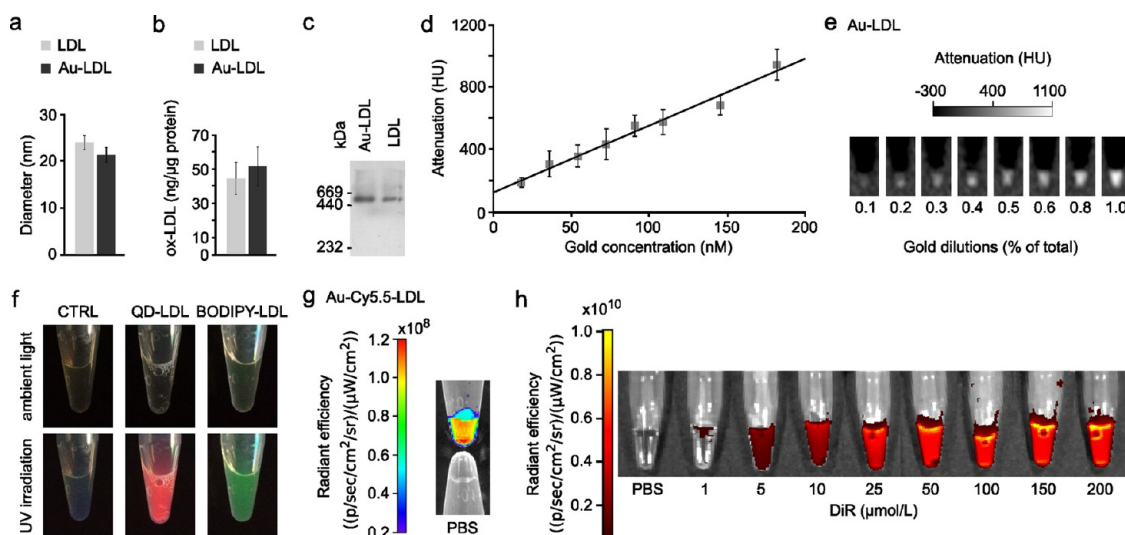 a
LDL
Au-LDL
Diameter (nm)
30
20
10
0
b
LDL
Au-LDL
ox-LDL (ng/µg protein)
70
50
30
10
0
c
kDa
Au-LDL
LDL
669
440
232
d
Attenuation (HU)
1200
800
400
0
0
50
100
150
200
Gold concentration (nM)
e Au-LDL
Attenuation (HU)
-300 400 1100
0.1 0.2 0.3 0.4 0.5 0.6 0.8 1.0
Gold dilutions (% of total)
f
CTRL QD-LDL BODIPY-LDL
ambient light
UV irradiation
g Au-Cy5.5-LDL
x10⁸
1.2
1.0
0.8
0.6
0.4
0.2
Radiant efficiency
((p/sec/cm²/sr)/(µW/cm²))
PBS
h
x10¹⁰
1.0
0.8
0.6
0.4
Radiant efficiency
((p/sec/cm²/sr)/(µW/cm²))
PBS 1 5 10 25 50 100 150 200
DiR (µmol/L)